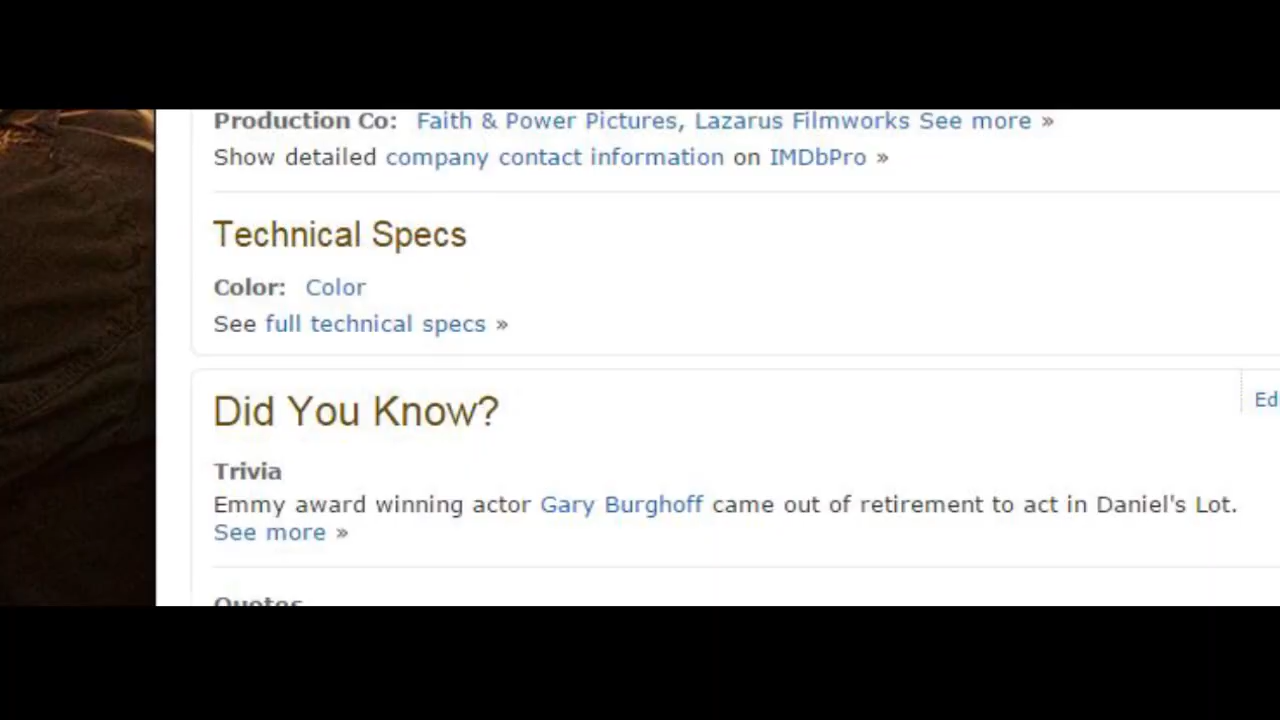 Production Co: Faith & Power Pictures, Lazarus Filmworks See more »
Show detailed company contact information on IMDbPro »
Technical Specs
Color: Color
See full technical specs »
Did You Know?
Ed
Trivia
Emmy award winning actor Gary Burghoff came out of retirement to act in Daniel's Lot.
See more »
Quotes